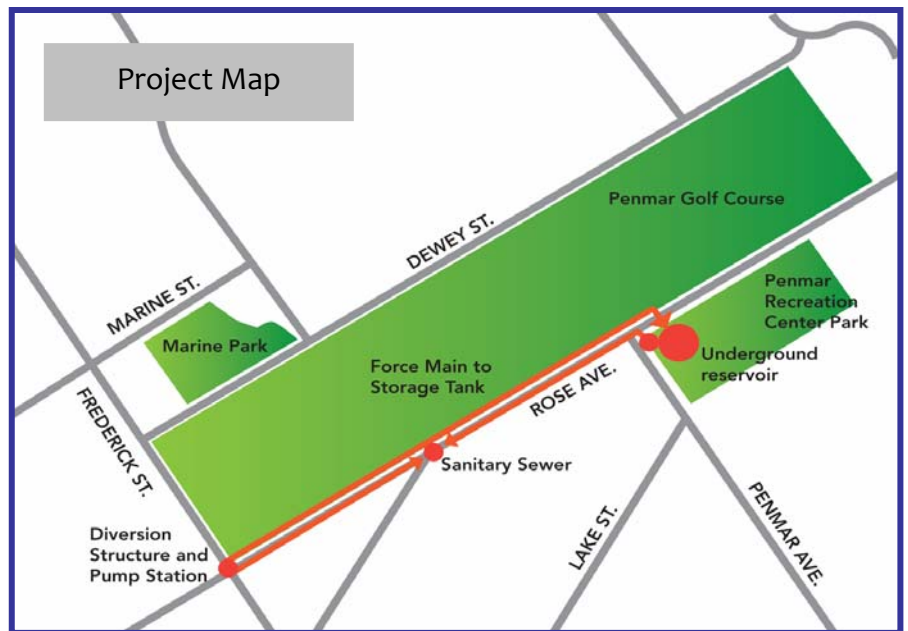 Project Map
Penmar Golf Course
DEWEY ST.
MARINE ST.
Penmar
Recreation
Center Park
Marine Park
Underground
reservoir
Force Main to
Storage Tank
ROSE AVE.
FREDERICK ST.
Sanitary Sewer
Diversion
Structure and
Pump Station
LAKE ST.
PENMAR AVE.